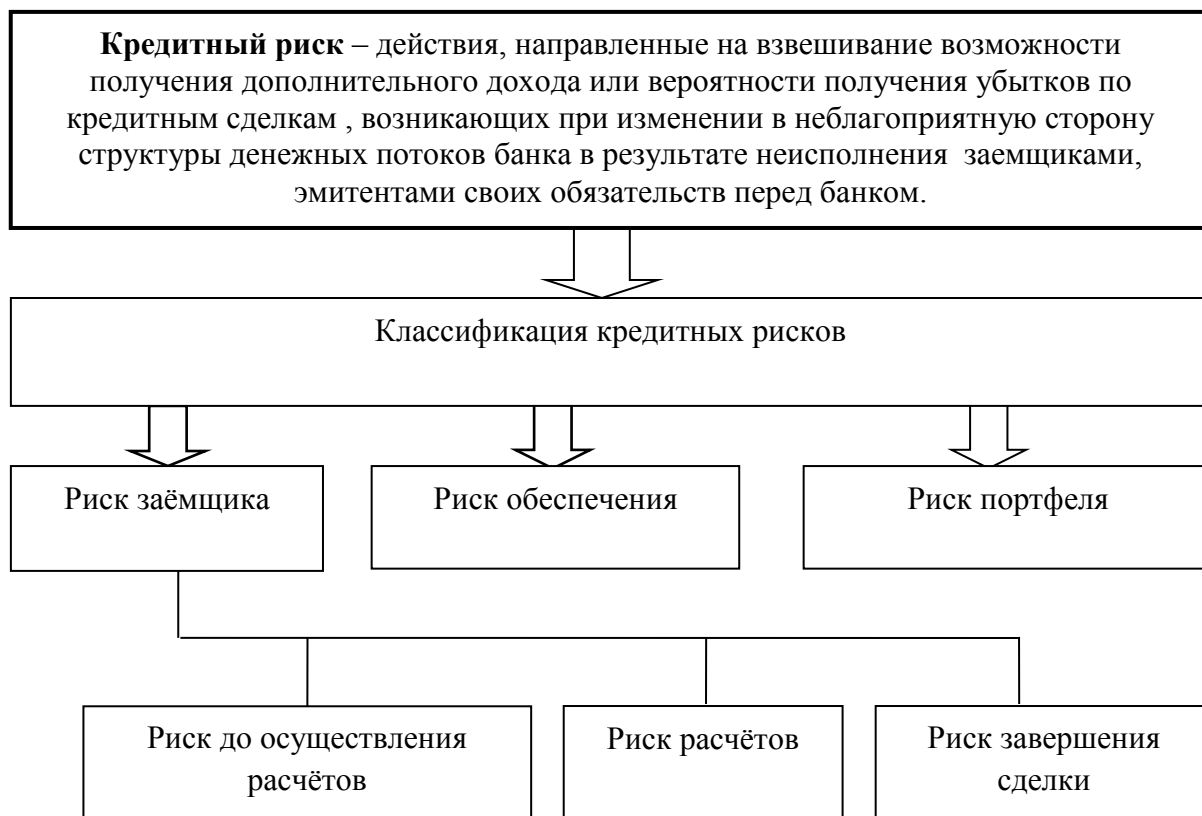 Кредитный риск – действия, направленные на взвешивание возможности
получения дополнительного дохода или вероятности получения убытков по
кредитным сделкам , возникающих при изменении в неблагоприятную сторону
структуры денежных потоков банка в результате неисполнения заемщиками,
эмитентами своих обязательств перед банком.
Классификация кредитных рисков
Риск заёмщика
Риск обеспечения
Риск портфеля
Риск до осуществления
расчётов
Риск расчётов
Риск завершения
сделки